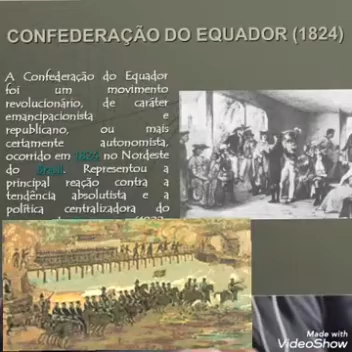 CONFEDERAÇÃO DO EQUADOR (1824)
A Confederação do Equador
foi um movimento
revolucionário, de caráter
emancipacionista e
republicano, ou mais
certamente autonomista,
ocorrido em 1824 no Nordeste
do Brasil. Representou a
principal reação contra a
tendência absolutista e a
política centralizadora do
Made with
VideoShow